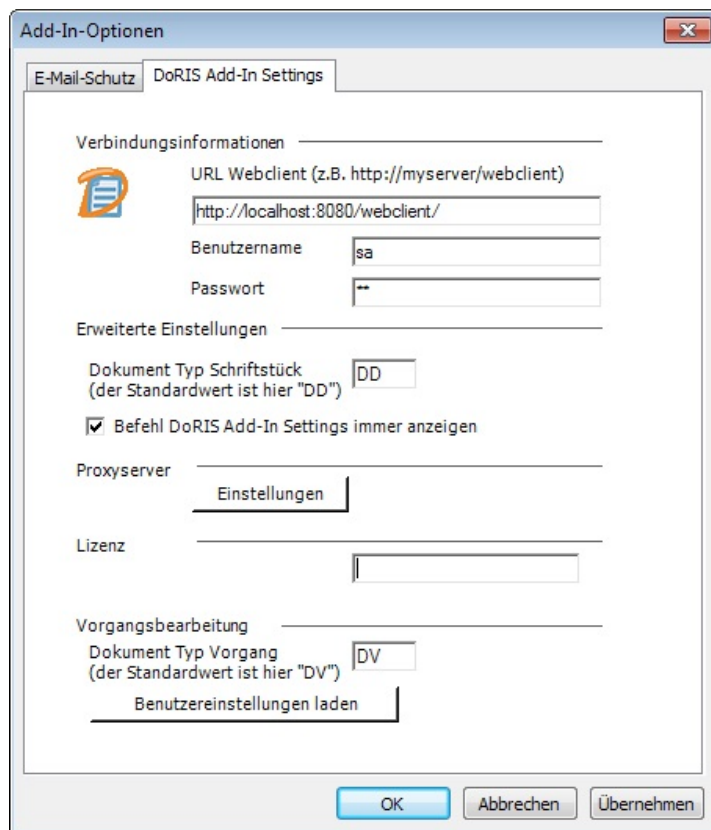 Add-In-Optionen
E-Mail-Schutz
DoRIS Add-In Settings
Verbindungsinformationen
URL Webclient (z.B. http://myserver/webclient)
http://localhost:8080/webclient/
Benutzername
sa
Passwort
**
Erweiterte Einstellungen
Dokument Typ Schriftstück
(der Standardwert ist hier "DD")
DD
Befehl DoRIS Add-In Settings immer anzeigen
Proxyserver
Einstellungen
Lizenz
Vorgangsbearbeitung
Dokument Typ Vorgang
(der Standardwert ist hier "DV")
DV
Benutzereinstellungen laden
OK
Abbrechen
Übernehmen